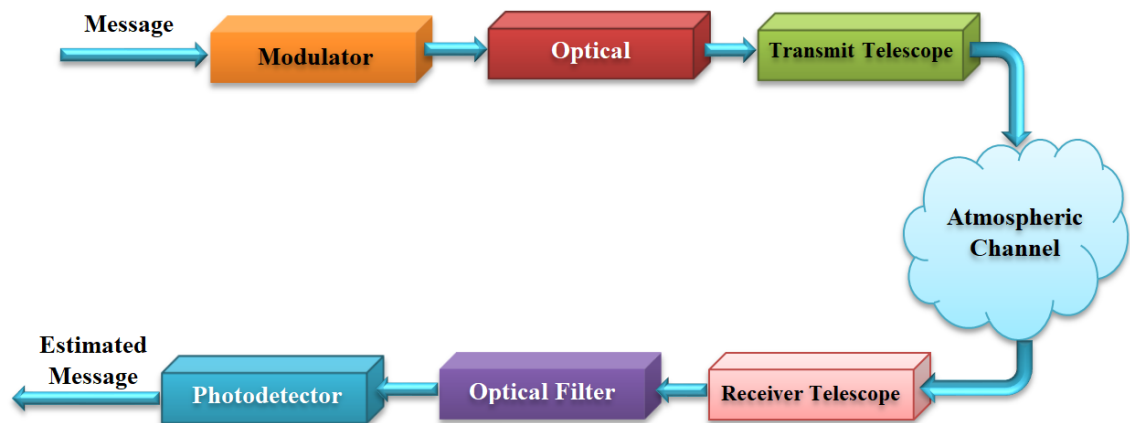 Message
Modulator
Optical
Transmit Telescope
Atmospheric
Channel
Receiver Telescope
Optical Filter
Photodetector
Estimated
Message